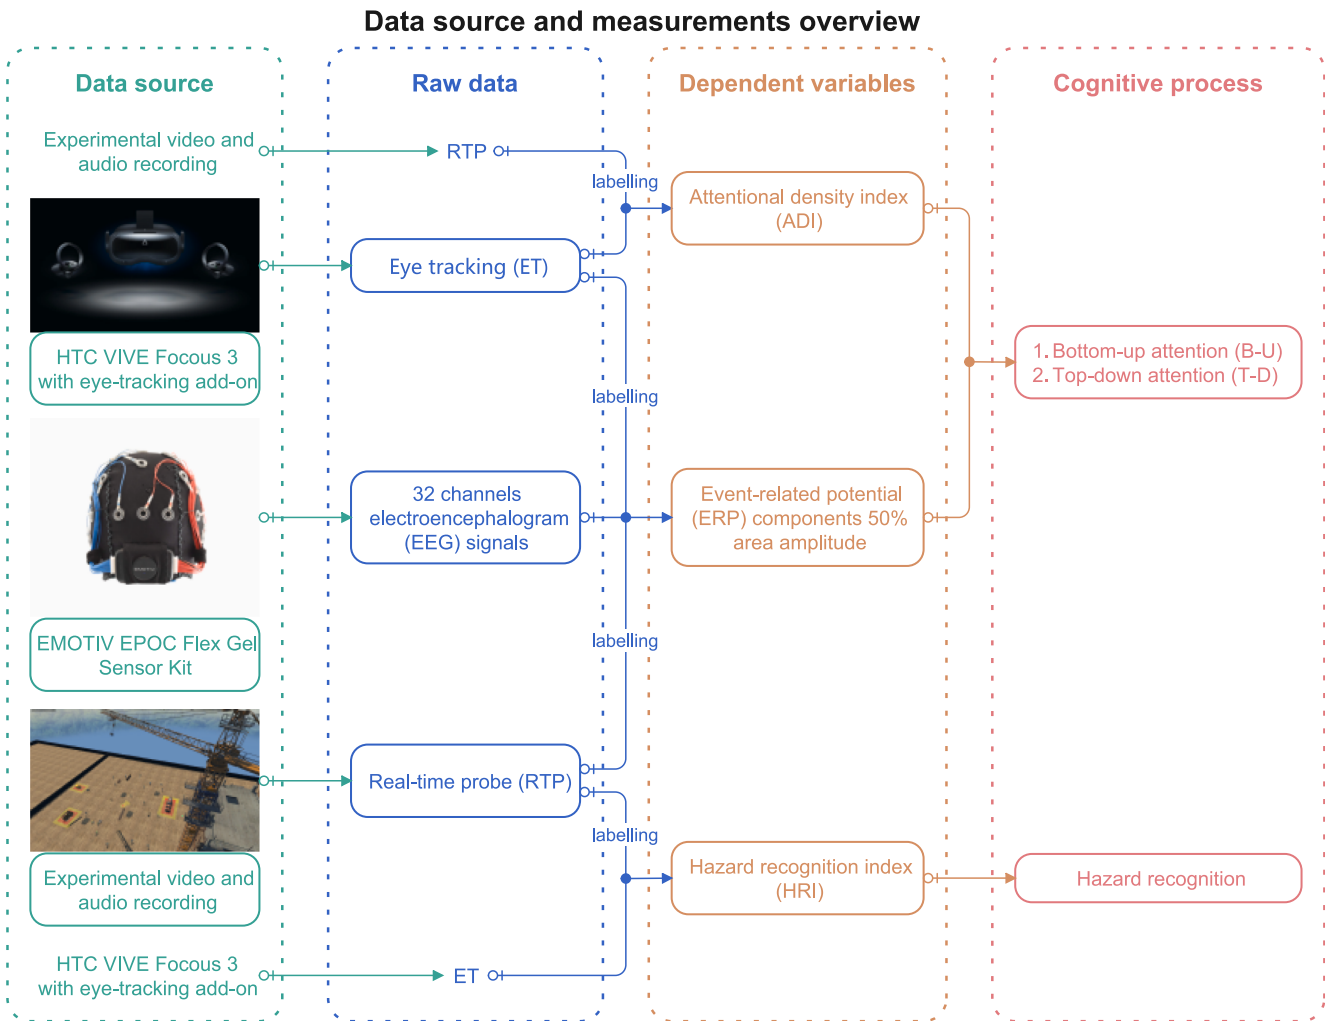 Data source and measurements overview
Data source
Raw data
Dependent variables
Cognitive process
Experimental video and
audio recording
RTP
labelling
Attentional density index
(ADI)
Eye tracking (ET)
HTC VIVE Focous 3
with eye-tracking add-on
1. Bottom-up attention (B-U)
2. Top-down attention (T-D)
labelling
32 channels
electroencephalogram
(EEG) signals
Event-related potential
(ERP) components 50%
area amplitude
EMOTIV
EMOTIV EPOC Flex Gel
Sensor Kit
labelling
Real-time probe (RTP)
labelling
Experimental video and
audio recording
Hazard recognition index
(HRI)
Hazard recognition
HTC VIVE Focous 3
with eye-tracking add-on
ET